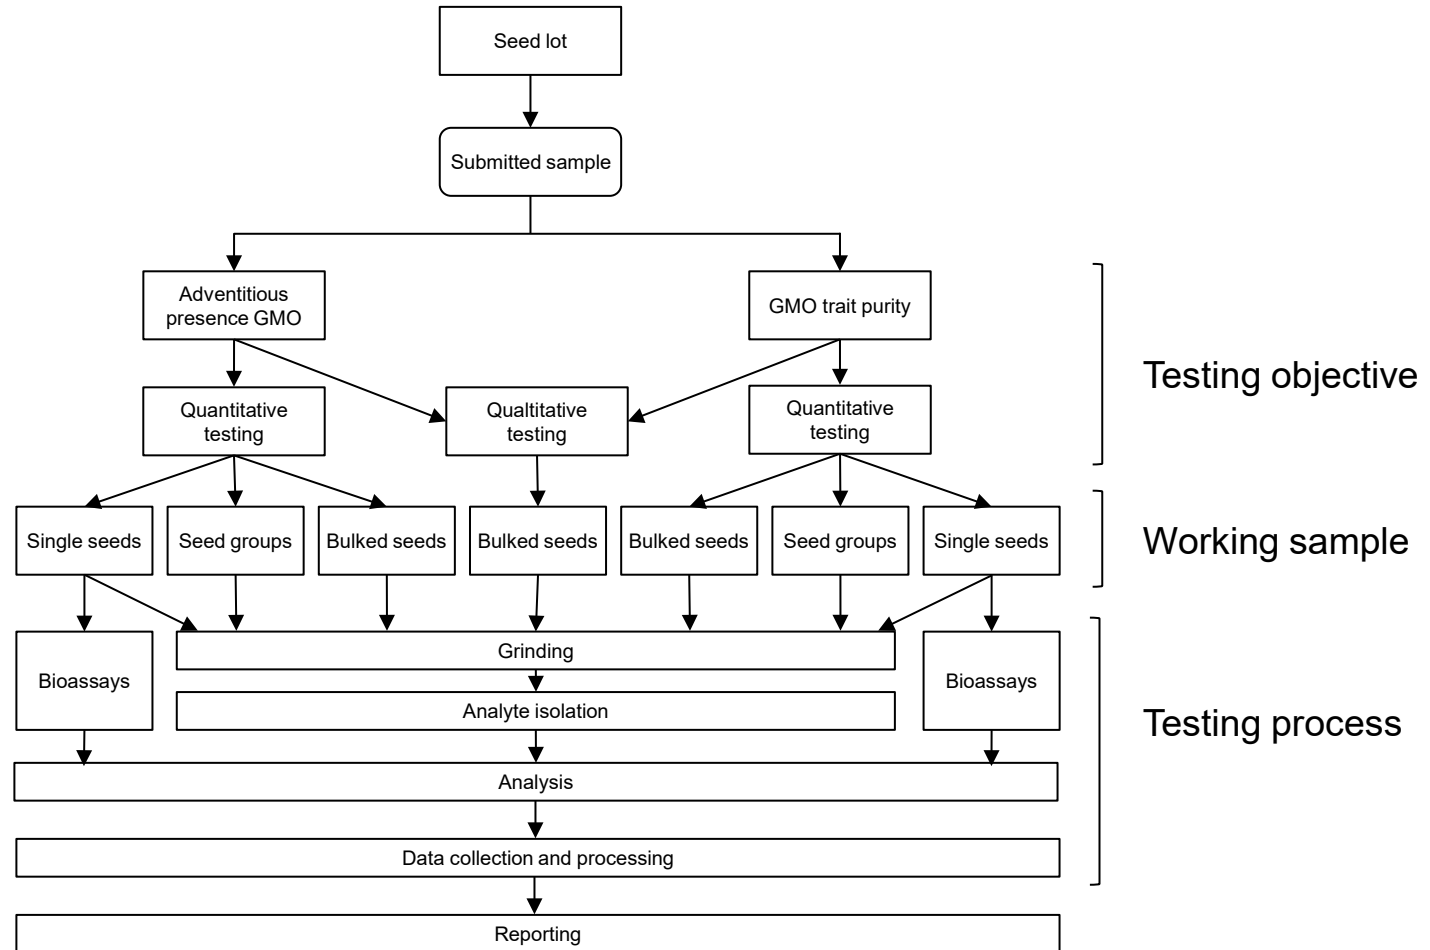 Seed lot
Submitted sample
Adventitious
presence GMO
GMO trait purity
Testing objective
Quantitative
testing
Qualtitative
testing
Quantitative
testing
Single seeds
Seed groups
Bulked seeds
Bulked seeds
Bulked seeds
Seed groups
Single seeds
Working sample
Bioassays
Grinding
Bioassays
Analyte isolation
Testing process
Analysis
Data collection and processing
Reporting